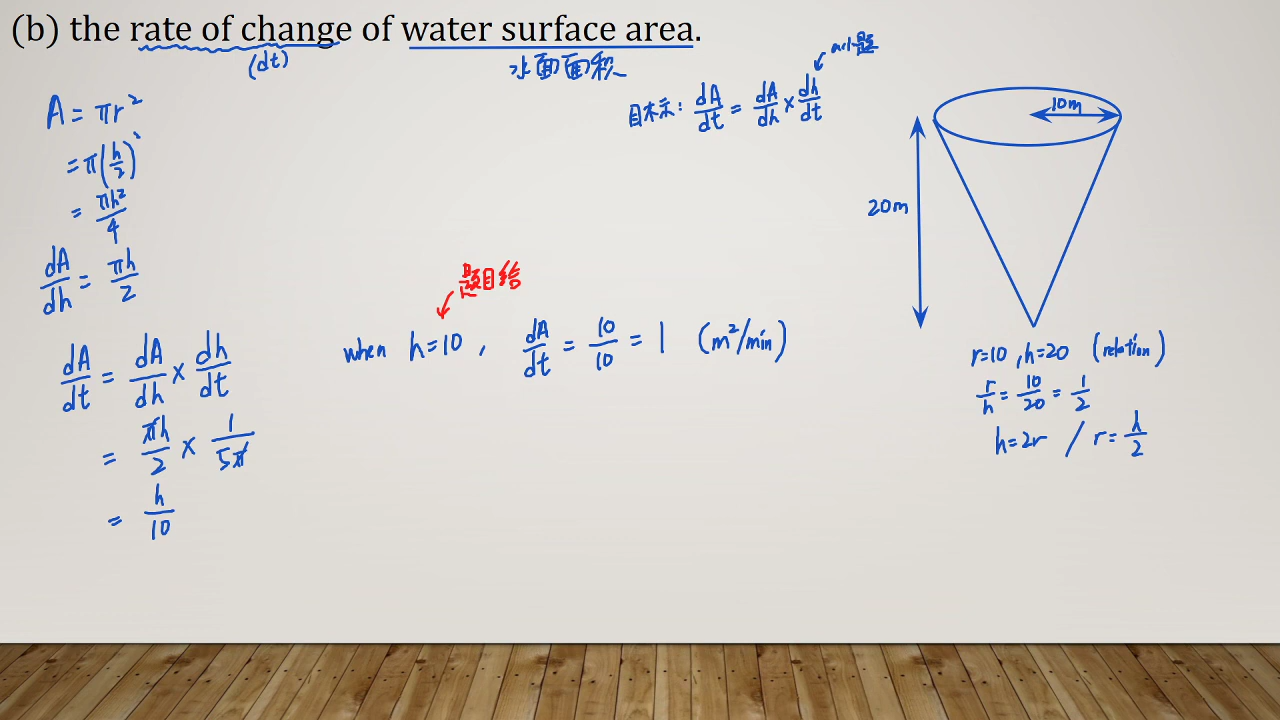 (b) the rate of change of water surface area.
(dt)
水面面积
a小题
目标: dA/dt = dA/dh × dh/dt
A = πr²
= π(h/2)²
= πh²/4
dA/dh = πh/2
dA/dt = dA/dh × dh/dt
= πh/2 × 1/5π
= h/10
题目给
when h=10, dA/dt = 10/10 = 1 (m²/min)
10m
20m
r=10, h=20 (relation)
r/h = 10/20 = 1/2
h=2r / r=h/2